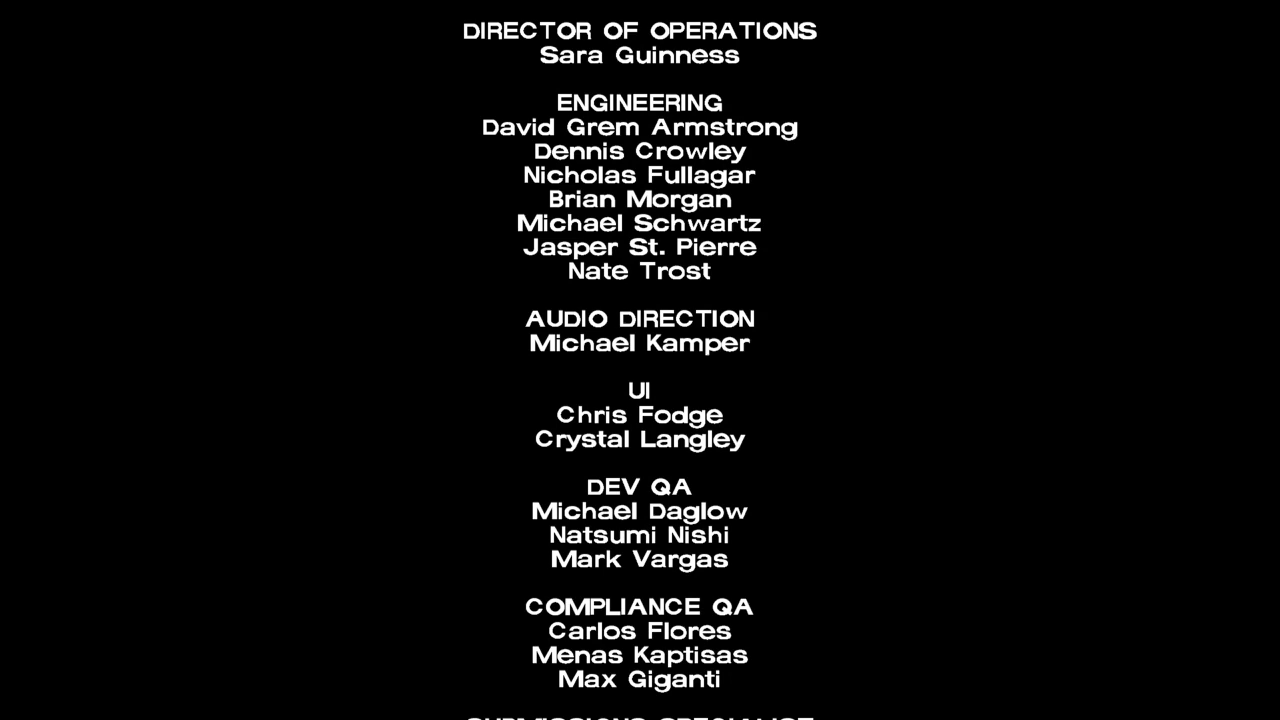 DIRECTOR OF OPERATIONS
Sara Guinness
ENGINEERING
David Grem Armstrong
Dennis Crowley
Nicholas Fullagar
Brian Morgan
Michael Schwartz
Jasper St. Pierre
Nate Trost
AUDIO DIRECTION
Michael Kamper
UI
Chris Fodge
Crystal Langley
DEV QA
Michael Daglow
Natsumi Nishi
Mark Vargas
COMPLIANCE QA
Carlos Flores
Menas Kaptisas
Max Giganti
SUBMISSIONS SPECIALIST